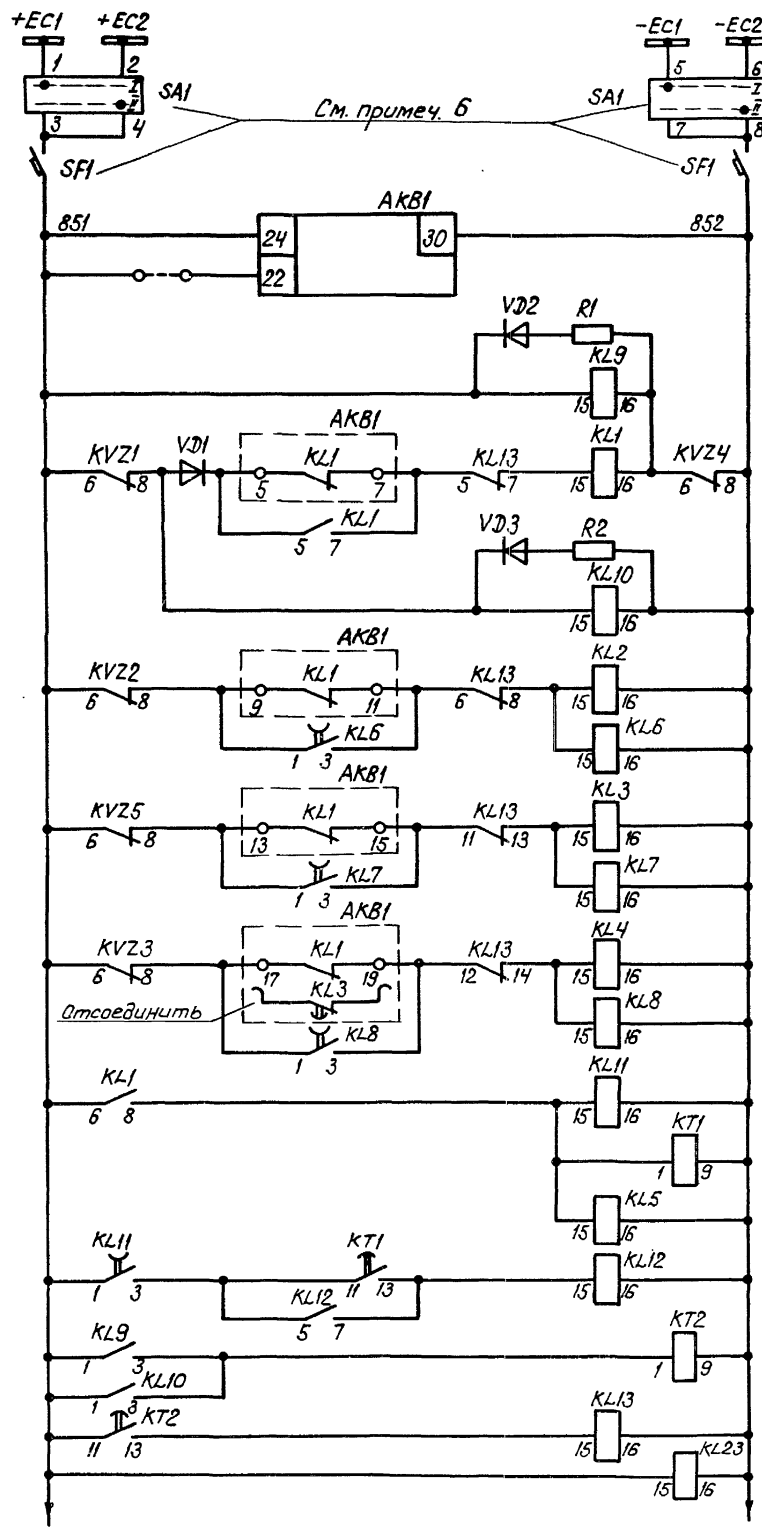 +EC1 +EC2 -EC1 -EC2
1 2 5 6
I I
II SA1 См. примеч. 6 SA1 II
3 4 7 8
SF1 SF1
AKB1
851 24 30 852
22
VD2 R1
KL9
15 16
AKB1
KVZ1 VD1 KL1 KL13 KL1 KVZ4
6 8 5 7 5 7 15 16 6 8
KL1
5 7
VD3 R2
KL10
15 16
AKB1
KVZ2 KL1 KL13 KL2
6 8 9 11 6 8 15 16
KL6 KL6
1 3 15 16
AKB1
KVZ5 KL1 KL13 KL3
6 8 13 15 11 13 15 16
KL7 KL7
1 3 15 16
AKB1
KVZ3 KL1 KL13 KL4
6 8 17 19 12 14 15 16
KL3
Отсоединить
KL8 KL8
1 3 15 16
KL1 KL11
6 8 15 16
KT1
1 9
KL5
15 16
KL11 KT1 KL12
1 3 11 13 15 16
KL12
5 7
KL9 KT2
1 3 1 9
KL10
1 3
KT2 KL13
11 13 15 16
KL23
15 16